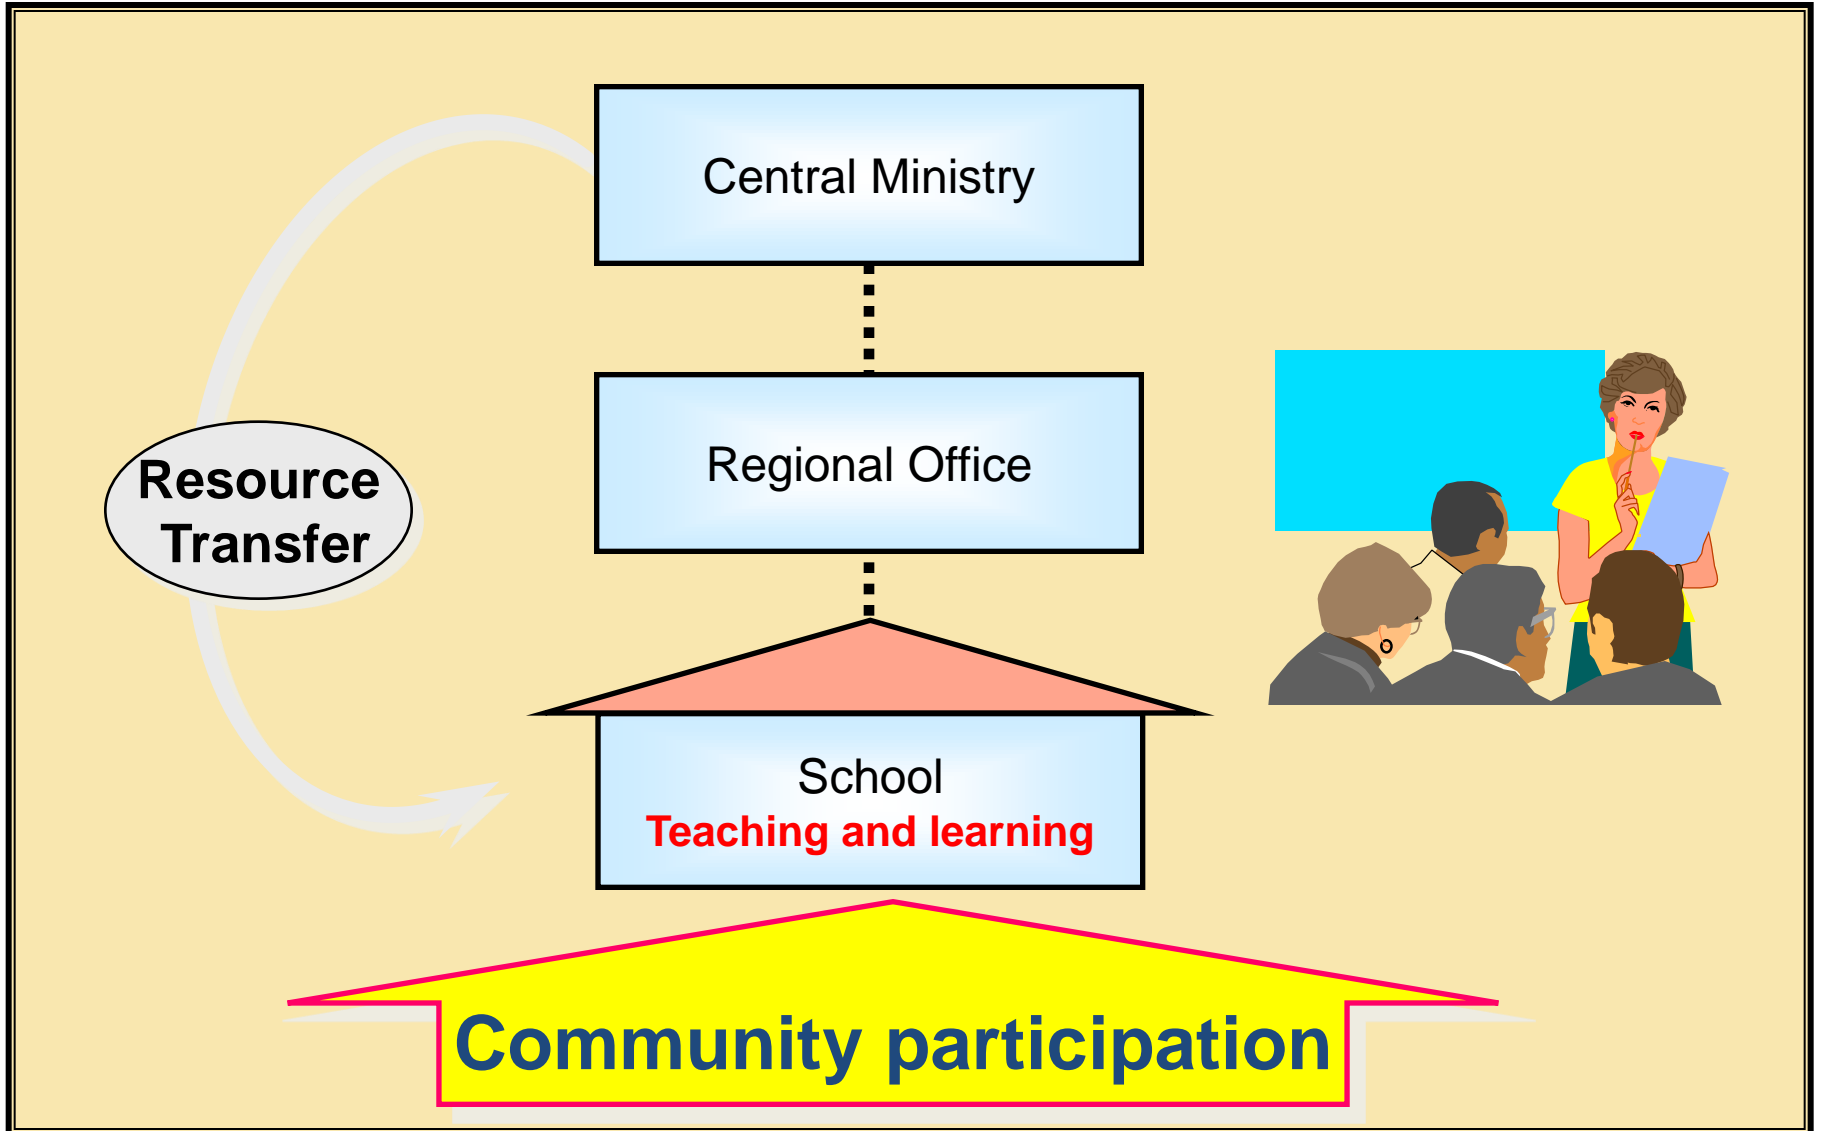 Central Ministry
Regional Office
Resource
Transfer
School
Teaching and learning
Community participation